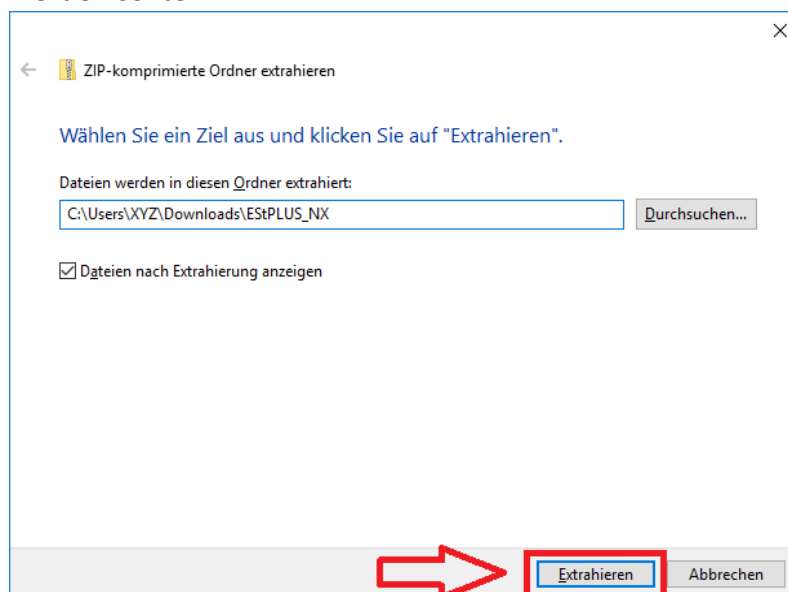 ZIP-komprimierte Ordner extrahieren
Wählen Sie ein Ziel aus und klicken Sie auf "Extrahieren".
Dateien werden in diesen Ordner extrahiert:
C:\Users\XYZ\Downloads\EStPLUS_NX
Durchsuchen...
Dateien nach Extrahierung anzeigen
Extrahieren
Abbrechen